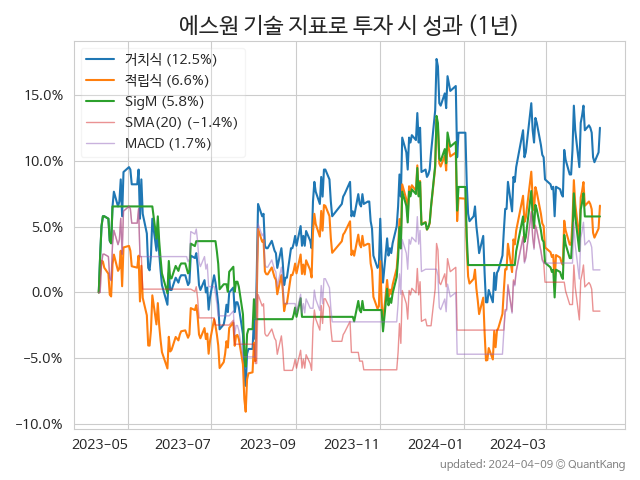 에스원 기술 지표로 투자 시 성과 (1년)
거치식 (12.5%)
적립식 (6.6%)
SigM (5.8%)
SMA(20) (−1.4%)
MACD (1.7%)
15.0%
10.0%
5.0%
0.0%
−5.0%
−10.0%
2023-05 2023-07 2023-09 2023-11 2024-01 2024-03
updated: 2024-04-09 © QuantKang